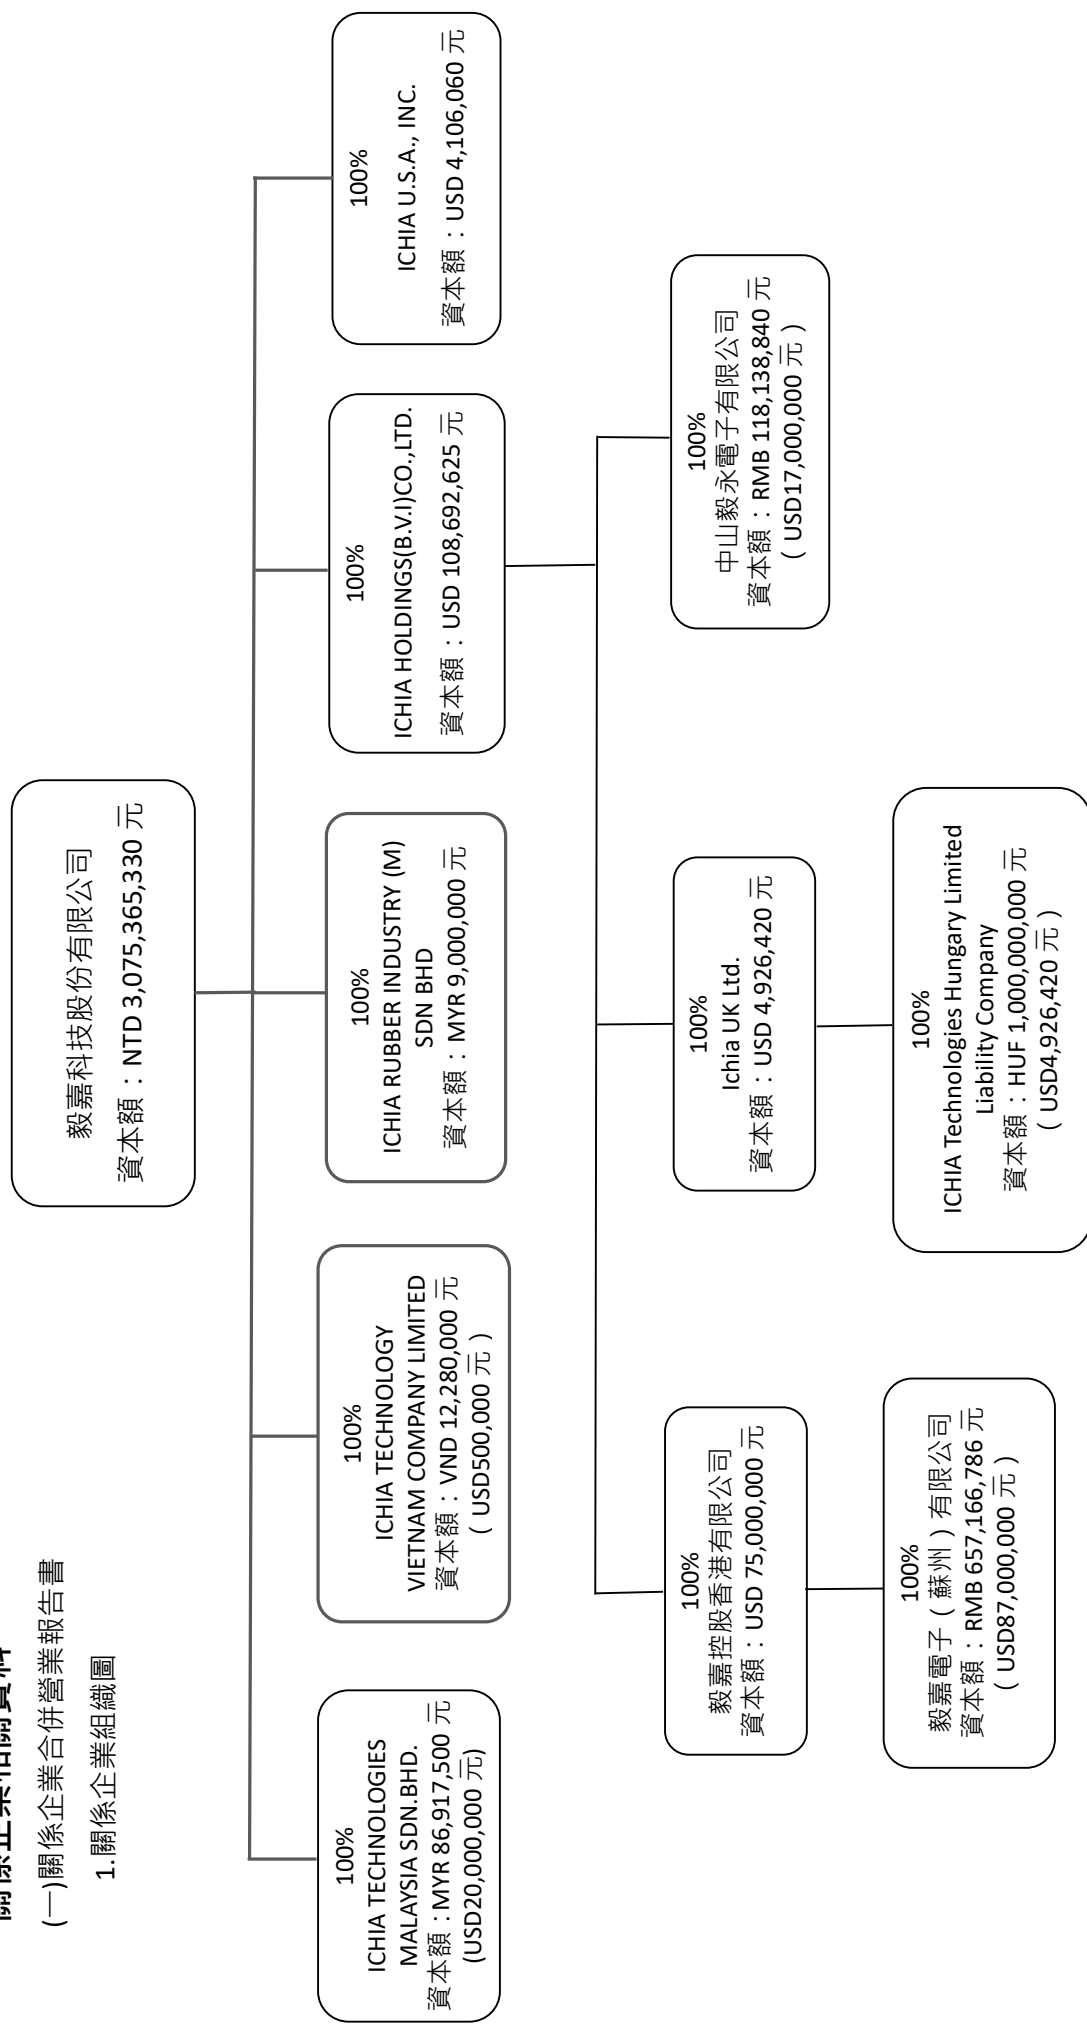 關係企業相關資料
(一)關係企業合併營業報告書
1.關係企業組織圖
毅嘉科技股份有限公司
資本額：NTD 3,075,365,330 元
100%
ICHIA TECHNOLOGIES
MALAYSIA SDN.BHD.
資本額：MYR 86,917,500 元
(USD20,000,000 元)
100%
ICHIA TECHNOLOGY
VIETNAM COMPANY LIMITED
資本額：VND 12,280,000 元
（USD500,000 元）
100%
ICHIA RUBBER INDUSTRY (M)
SDN BHD
資本額：MYR 9,000,000 元
100%
ICHIA HOLDINGS(B.V.I)CO.,LTD.
資本額：USD 108,692,625 元
100%
ICHIA U.S.A., INC.
資本額：USD 4,106,060 元
100%
毅嘉控股香港有限公司
資本額：USD 75,000,000 元
100%
Ichia UK Ltd.
資本額：USD 4,926,420 元
100%
中山毅永電子有限公司
資本額：RMB 118,138,840 元
（USD17,000,000 元）
100%
毅嘉電子（蘇州）有限公司
資本額：RMB 657,166,786 元
（USD87,000,000 元）
100%
ICHIA Technologies Hungary Limited
Liability Company
資本額：HUF 1,000,000,000 元
（USD4,926,420 元）